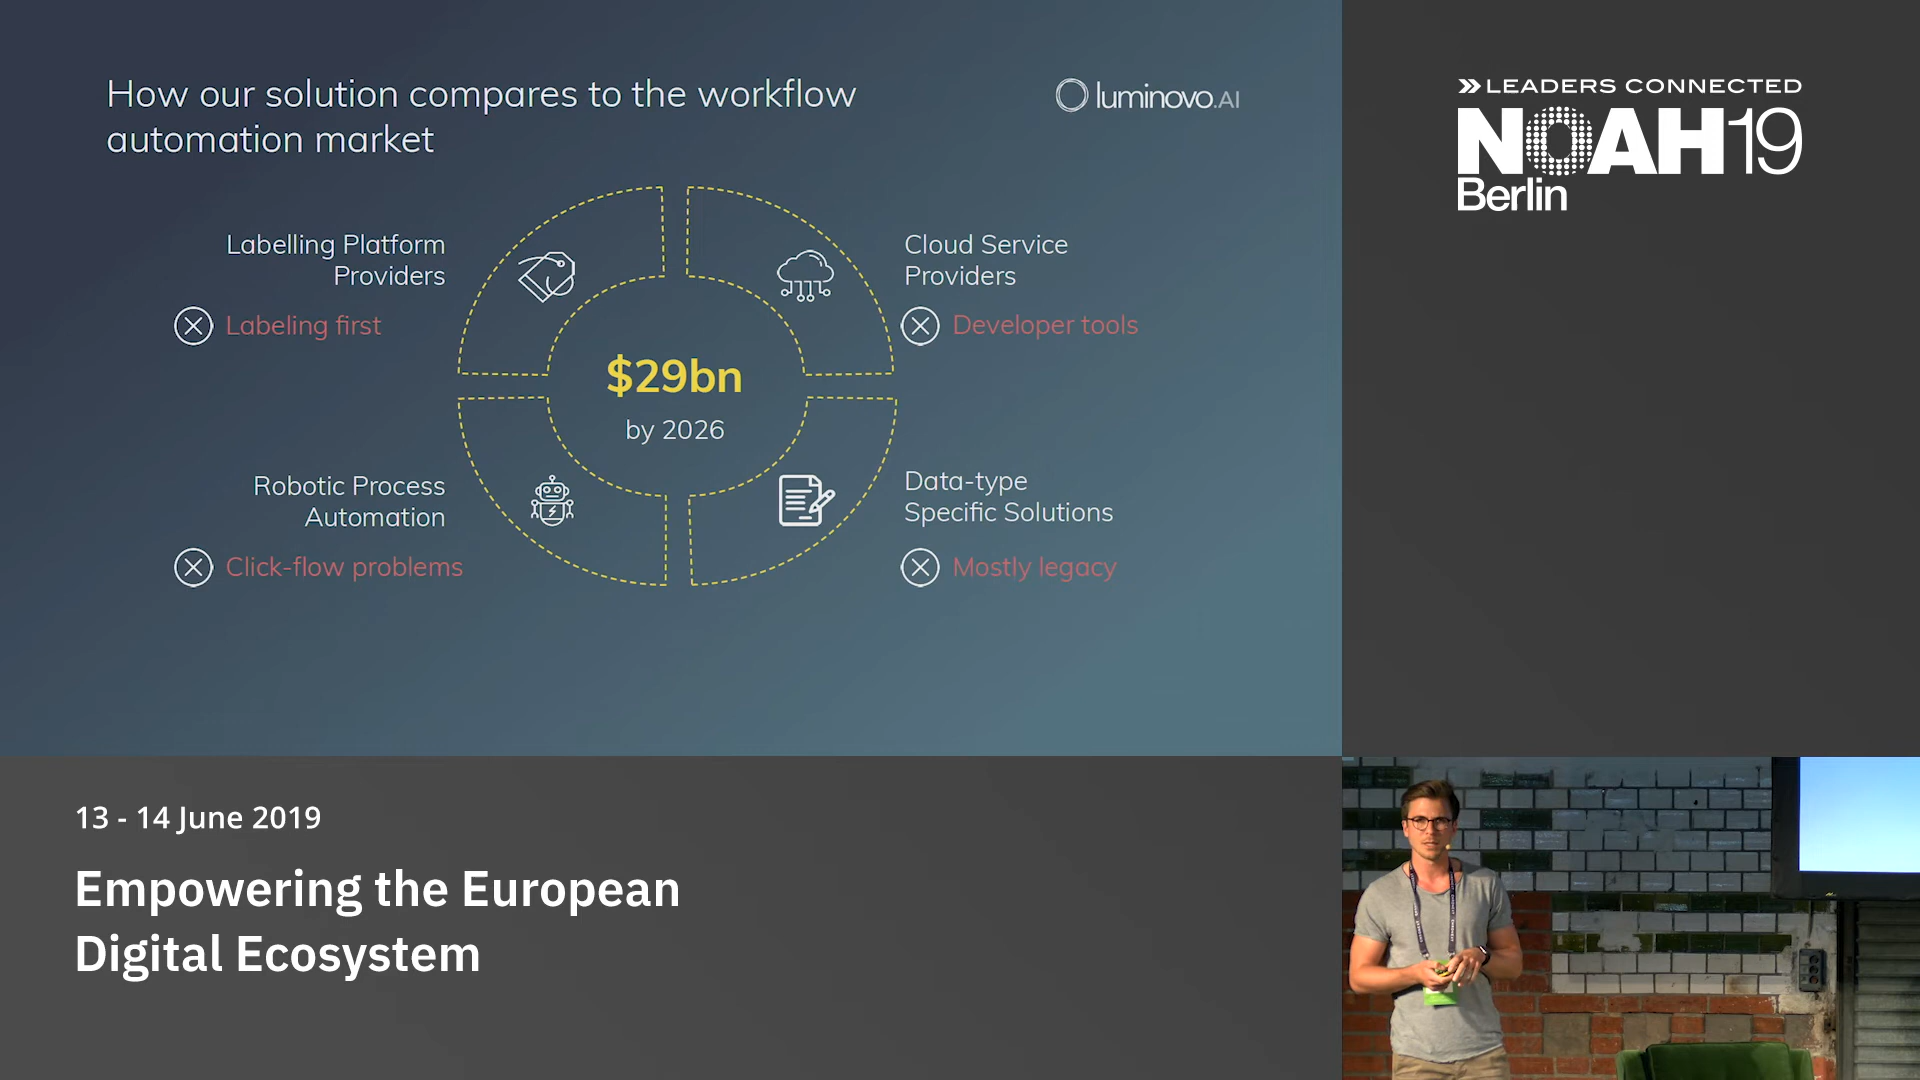 How our solution compares to the workflow
automation market
luminovo.AI
Labelling Platform
Providers
Labeling first
Cloud Service
Providers
Developer tools
$29bn
by 2026
Robotic Process
Automation
Click-flow problems
Data-type
Specific Solutions
Mostly legacy
LEADERS CONNECTED
NOAH19
Berlin
13 - 14 June 2019
Empowering the European
Digital Ecosystem